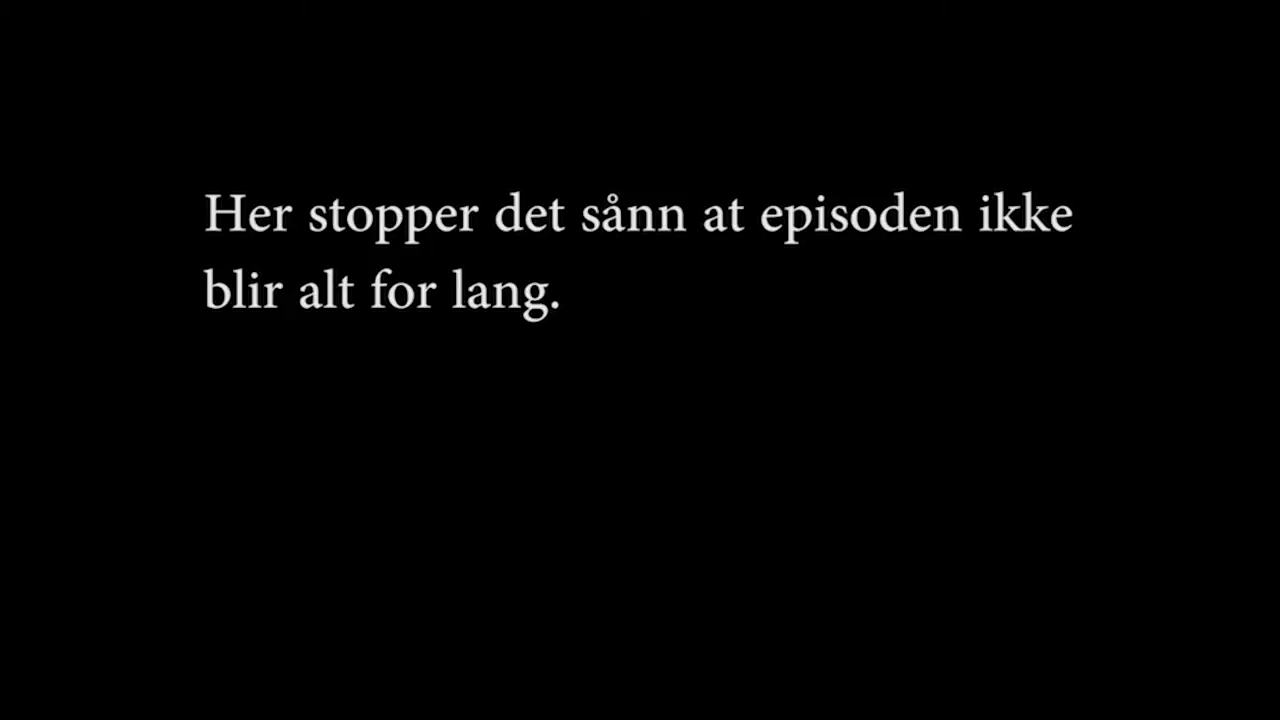 Her stopper det sånn at episoden ikke
blir alt for lang.